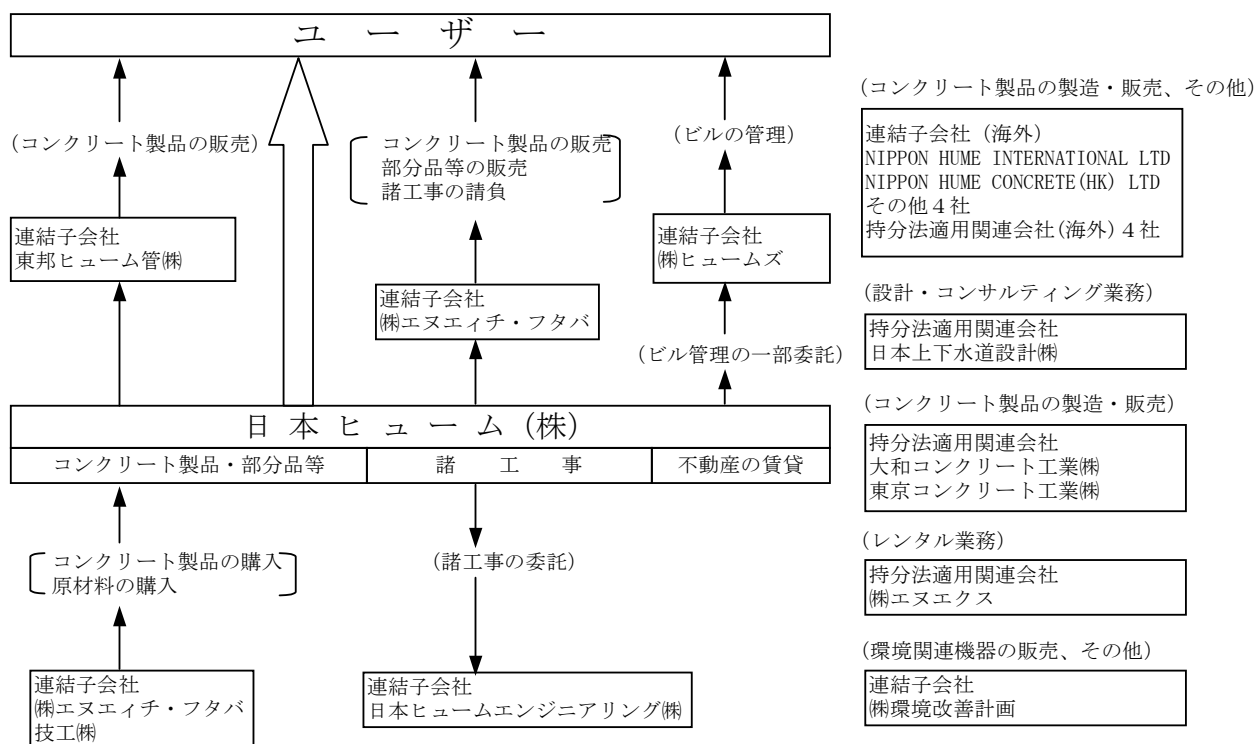 ユーザー
(コンクリート製品の販売)
コンクリート製品の販売
部分品等の販売
諸工事の請負
(ビルの管理)
連結子会社
東邦ヒューム管㈱
連結子会社
㈱エヌエィチ・フタバ
連結子会社
㈱ヒュームズ
(ビル管理の一部委託)
日本ヒューム(株)
コンクリート製品・部分品等
諸工事
不動産の賃貸
コンクリート製品の購入
原材料の購入
(諸工事の委託)
連結子会社
㈱エヌエィチ・フタバ
技工㈱
連結子会社
日本ヒュームエンジニアリング㈱
(コンクリート製品の製造・販売、その他)
連結子会社(海外)
NIPPON HUME INTERNATIONAL LTD
NIPPON HUME CONCRETE(HK) LTD
その他４社
持分法適用関連会社(海外)４社
(設計・コンサルティング業務)
持分法適用関連会社
日本上下水道設計㈱
(コンクリート製品の製造・販売)
持分法適用関連会社
大和コンクリート工業㈱
東京コンクリート工業㈱
(レンタル業務)
持分法適用関連会社
㈱エヌエクス
(環境関連機器の販売、その他)
連結子会社
㈱環境改善計画